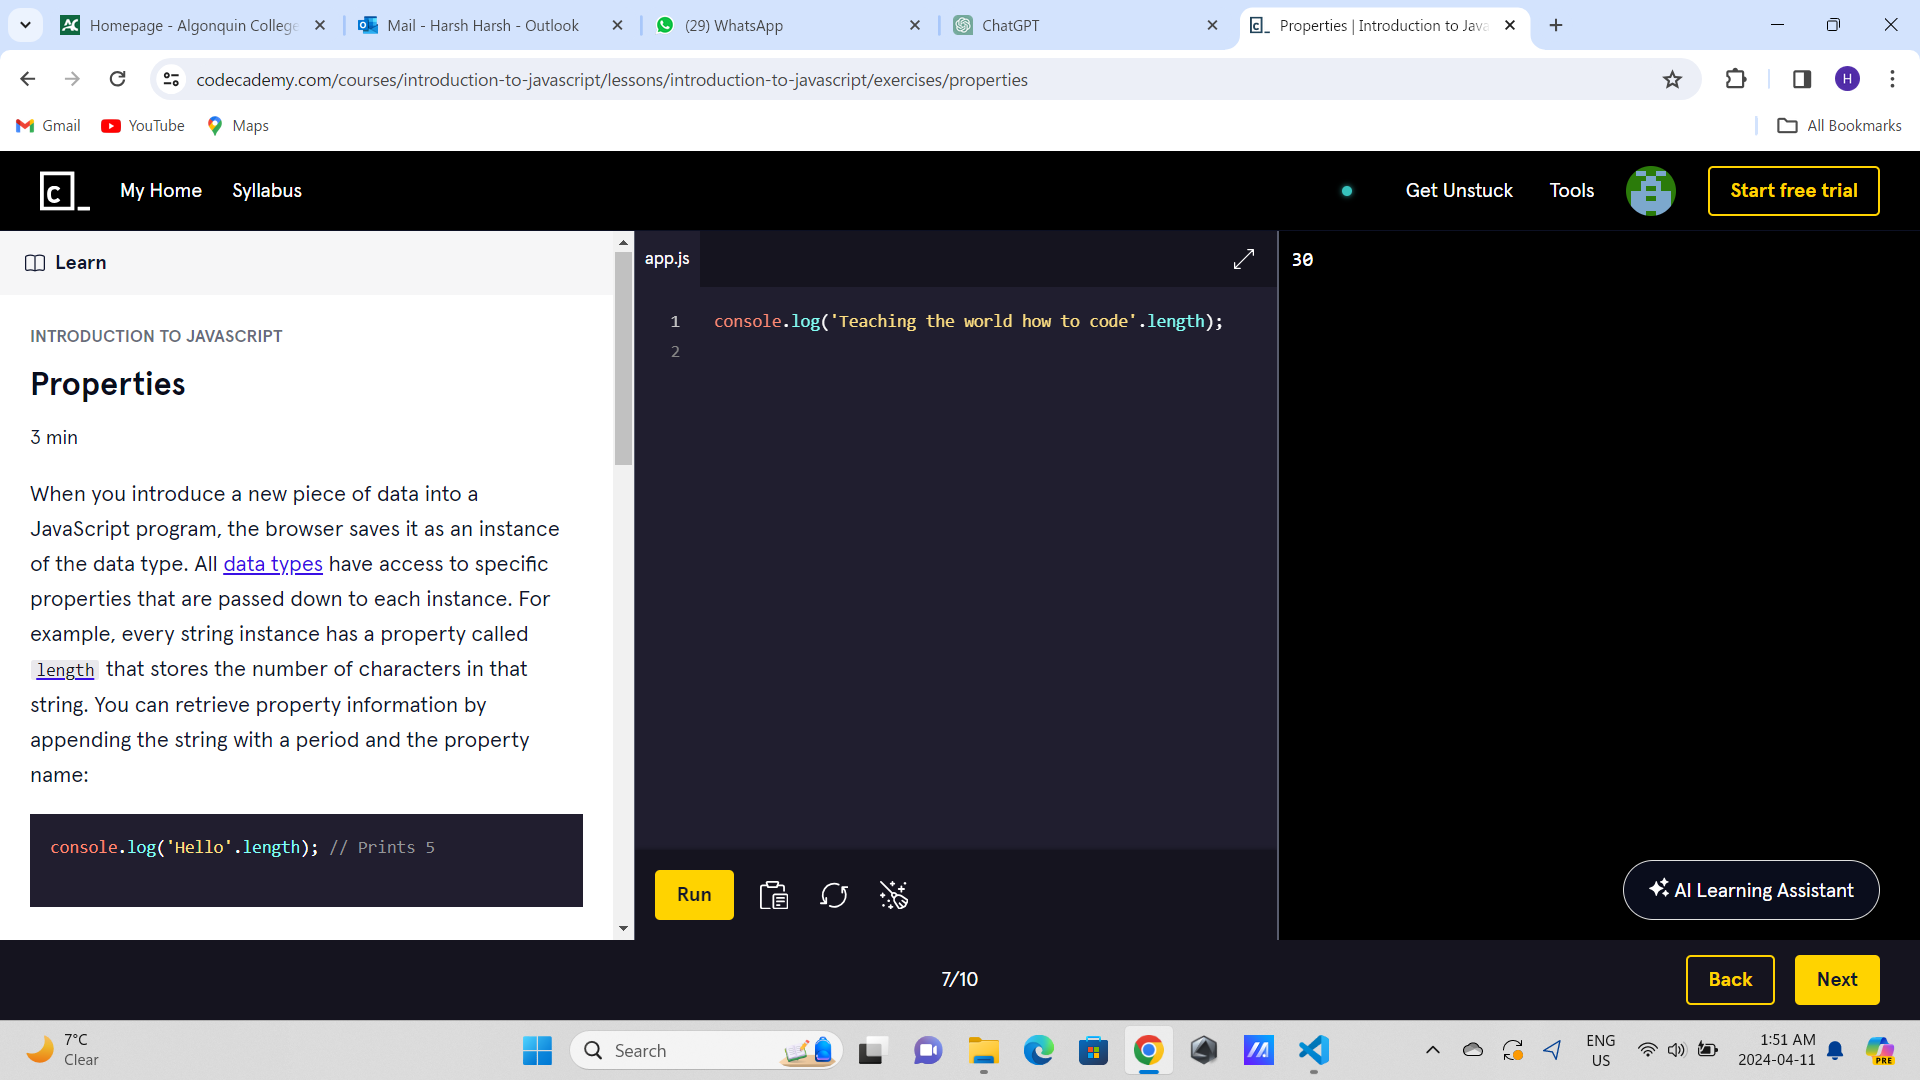 Homepage - Algonquin College
Mail - Harsh Harsh - Outlook
(29) WhatsApp
ChatGPT
Properties | Introduction to Java
codecademy.com/courses/introduction-to-javascript/lessons/introduction-to-javascript/exercises/properties
H
Gmail
YouTube
Maps
All Bookmarks
c_
My Home
Syllabus
Get Unstuck
Tools
Start free trial
Learn
INTRODUCTION TO JAVASCRIPT
Properties
3 min
When you introduce a new piece of data into a
JavaScript program, the browser saves it as an instance
of the data type. All data types have access to specific
properties that are passed down to each instance. For
example, every string instance has a property called
length that stores the number of characters in that
string. You can retrieve property information by
appending the string with a period and the property
name:
console.log('Hello'.length); // Prints 5
app.js
1 console.log('Teaching the world how to code'.length);
2
Run
30
AI Learning Assistant
7/10
Back
Next
7°C
Clear
Search
ENG
US
1:51 AM
2024-04-11
PRE